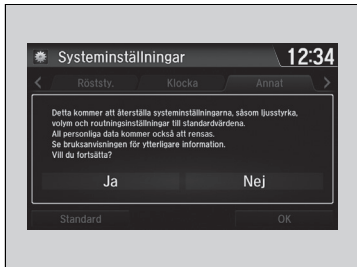 Systeminställningar
12:34
Röststy.
Klocka
Annat
Detta kommer att återställa systeminställningarna, såsom ljusstyrka,
volym och routningsinställningar till standardvärdena.
All personliga data kommer också att rensas.
Se bruksanvisningen för ytterligare information.
Vill du fortsätta?
Ja
Nej
Standard
OK